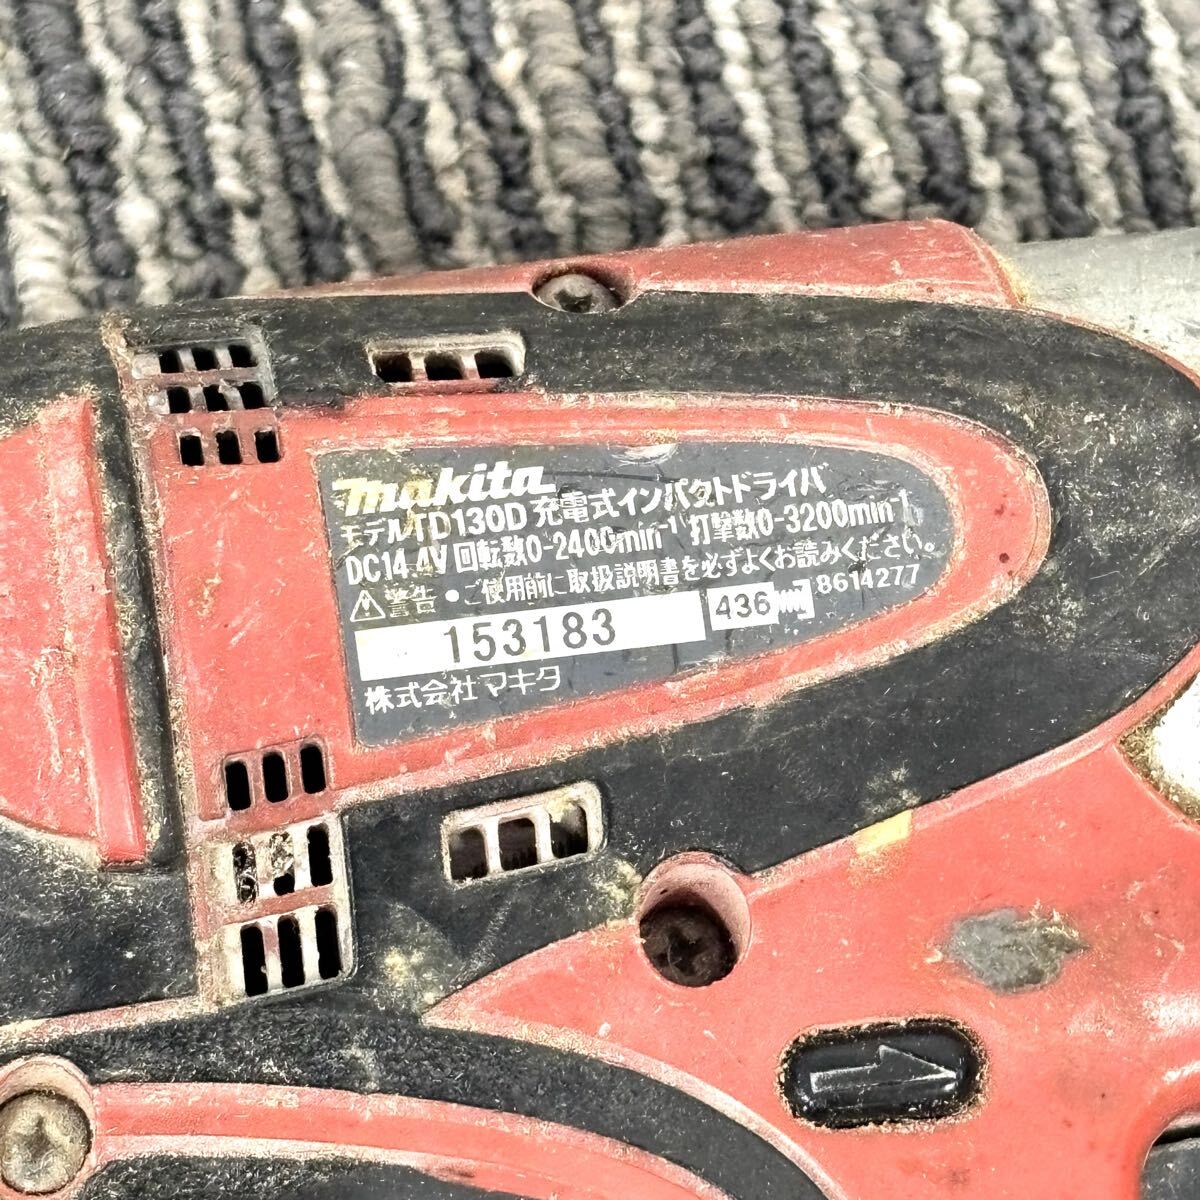 makita
モデルTD130D 充電式インパクトドライバ
DC14.4V 回転数0-2400min-1 打撃数0-3200min-1
警告 ●ご使用前に取扱説明書を必ずよくお読みください。
153183 436 8614277
株式会社マキタ